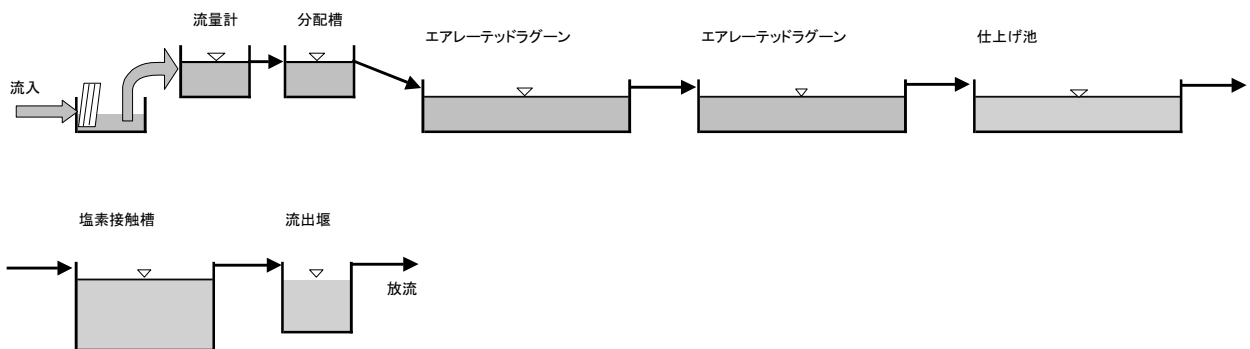 流量計
分配槽
エアレーテッドラグーン
エアレーテッドラグーン
仕上げ池
流入
塩素接触槽
流出堰
放流